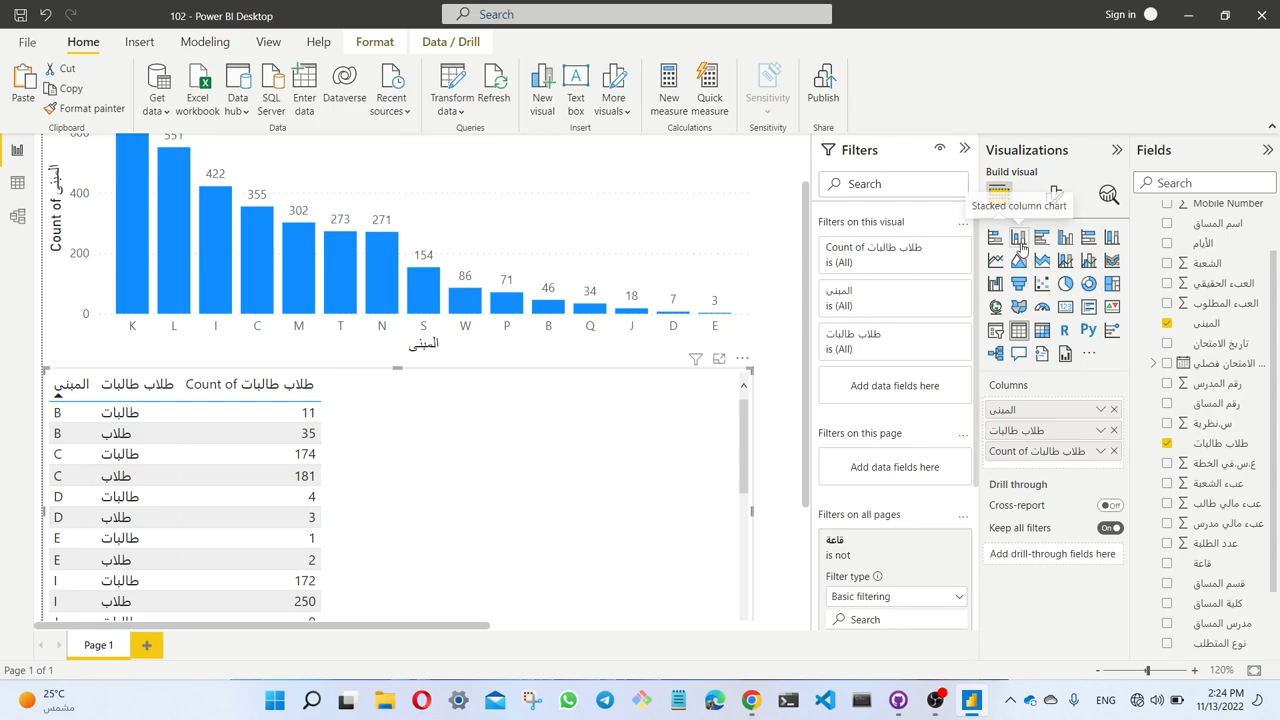 102 - Power BI Desktop
Search
Sign in
File
Home
Insert
Modeling
View
Help
Format
Data / Drill
Paste
Cut
Copy
Format painter
Clipboard
Get data
Excel workbook
Data hub
SQL Server
Enter data
Dataverse
Recent sources
Data
Transform data
Refresh
Queries
New visual
Text box
More visuals
Insert
New measure
Quick measure
Calculations
Sensitivity
Sensitivity
Publish
Share
Count of المبنى
600
400
200
0
551
422
355
302
273
271
154
86
71
46
34
18
7
3
K L I C M T N S W P B Q J D E
المبنى
المبنى طلاب طالبات Count of طلاب طالبات
B طالبات 11
B طلاب 35
C طالبات 174
C طلاب 181
D طالبات 4
D طلاب 3
E طالبات 1
E طلاب 2
I طالبات 172
I طلاب 250
Filters
Search
Filters on this visual
Count of طلاب طالبات
is (All)
المبنى
is (All)
طلاب طالبات
is (All)
Add data fields here
Filters on this page
Add data fields here
Filters on all pages
قاعة
is not
Filter type
Basic filtering
Search
Visualizations
Build visual
Stacked column chart
R
Py
123
Columns
المبنى
طلاب طالبات
Count of طلاب طالبات
Drill through
Cross-report
Off
Keep all filters
On
Add drill-through fields here
Fields
Search
Mobile Number
اسم المساق
الأيام
الشعبة
العبء الحقيقي
العبء المطلوب
المبنى
تاريخ الامتحان
الامتحان فصلي ...
رقم المدرس
رقم المساق
س.نظرية
طلاب طالبات
ع.س.في الخطة
عبء الشعبة
عبء مالي طالب
عبء مالي مدرس
عدد الطلبة
قاعة
قسم المساق
كلية المساق
مدرس المساق
نوع المتطلب
Page 1
Page 1 of 1
120%
25°C
مشمس
ENG
2:24 PM
11/13/2022